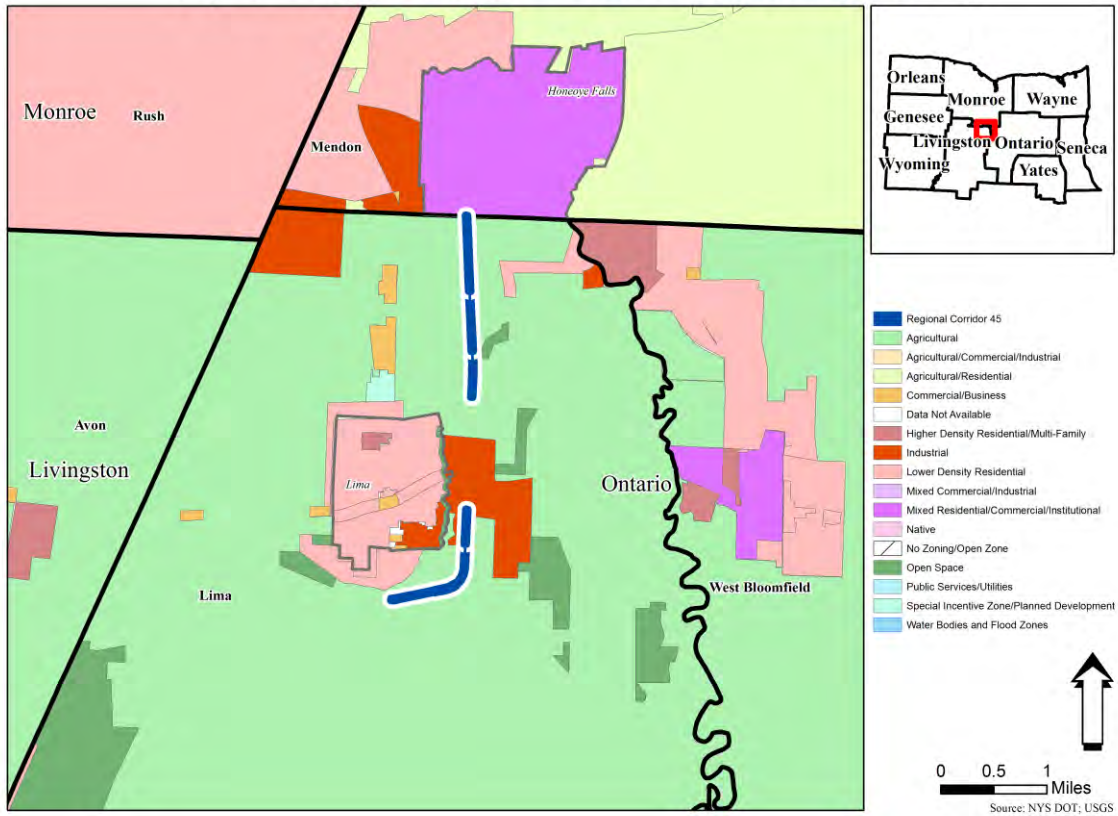 Monroe
Rush
Mendon
Honeoye Falls
Avon
Livingston
Lima
Ontario
Lima
West Bloomfield
Orleans
Monroe
Wayne
Genesee
Livingston
Ontario
Seneca
Wyoming
Yates
Regional Corridor 45
Agricultural
Agricultural/Commercial/Industrial
Agricultural/Residential
Commercial/Business
Data Not Available
Higher Density Residential/Multi-Family
Industrial
Lower Density Residential
Mixed Commercial/Industrial
Mixed Residential/Commercial/Institutional
Native
No Zoning/Open Zone
Open Space
Public Services/Utilities
Special Incentive Zone/Planned Development
Water Bodies and Flood Zones
0 0.5 1
Miles
Source: NYS DOT; USGS